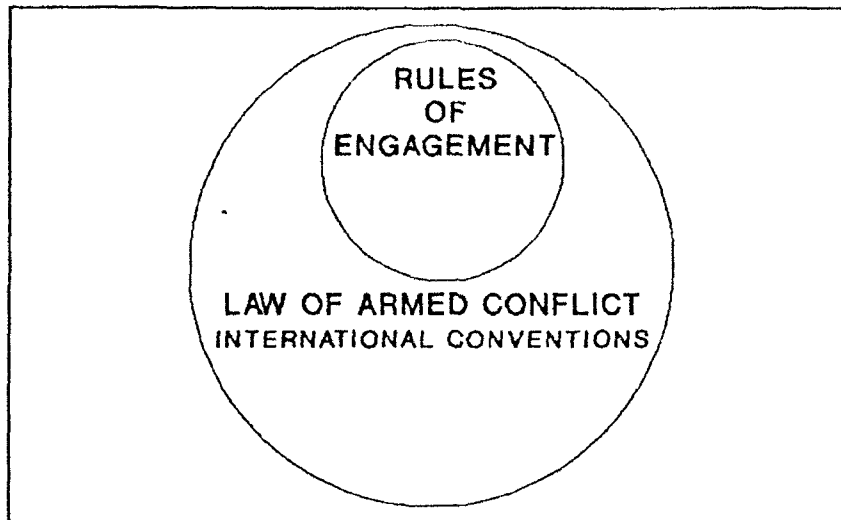 RULES
OF
ENGAGEMENT
LAW OF ARMED CONFLICT
INTERNATIONAL CONVENTIONS